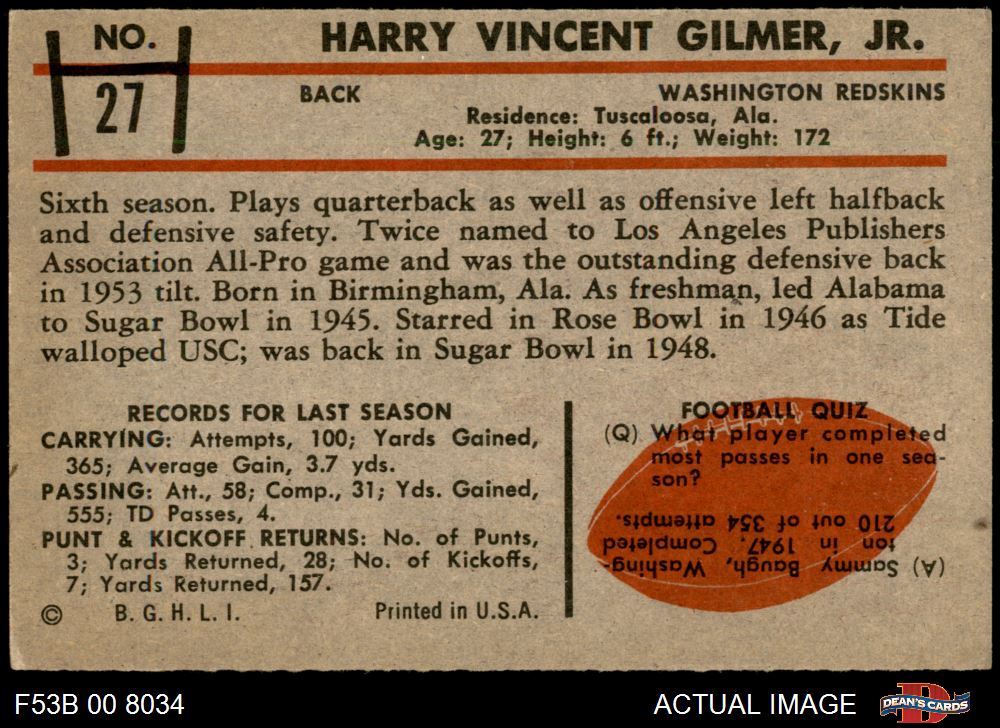 NO.
27
HARRY VINCENT GILMER, JR.
BACK WASHINGTON REDSKINS
Residence: Tuscaloosa, Ala.
Age: 27; Height: 6 ft.; Weight: 172
Sixth season. Plays quarterback as well as offensive left halfback
and defensive safety. Twice named to Los Angeles Publishers
Association All-Pro game and was the outstanding defensive back
in 1953 tilt. Born in Birmingham, Ala. As freshman, led Alabama
to Sugar Bowl in 1945. Starred in Rose Bowl in 1946 as Tide
walloped USC; was back in Sugar Bowl in 1948.
RECORDS FOR LAST SEASON
CARRYING: Attempts, 100; Yards Gained,
365; Average Gain, 3.7 yds.
PASSING: Att., 58; Comp., 31; Yds. Gained,
555; TD Passes, 4.
PUNT & KICKOFF RETURNS: No. of Punts,
3; Yards Returned, 28; No. of Kickoffs,
7; Yards Returned, 157.
© B. G. H. L. I. Printed in U.S.A.
FOOTBALL QUIZ
(Q) What player completed
most passes in one sea-
son?
(A) Sammy Baugh, Washing-
ton in 1947. Completed
210 out of 354 attempts.
F53B 00 8034
ACTUAL IMAGE
D
DEAN'S CARDS